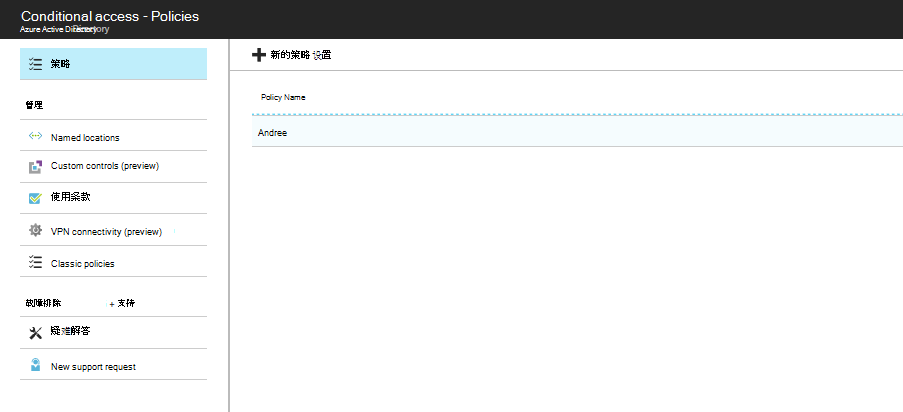 Conditional access - Policies
Azure Active Directory
策略
管理
Named locations
Custom controls (preview)
使用条款
VPN connectivity (preview)
Classic policies
故障排除 + 支持
疑难解答
New support request
新的策略 设置
Policy Name
Andree